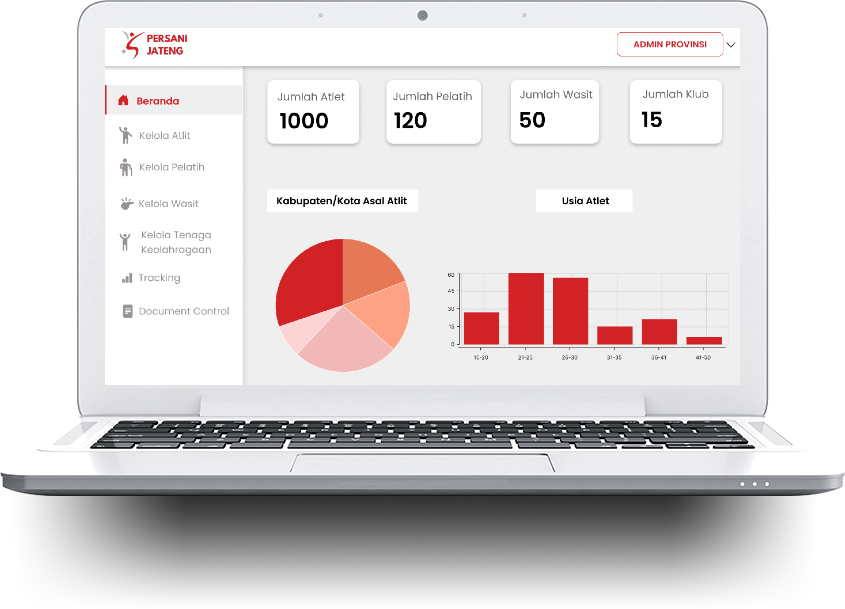 PERSANI
JATENG
ADMIN PROVINSI
Beranda
Kelola Atlit
Kelola Pelatih
Kelola Wasit
Kelola Tenaga
Keolahragaan
Tracking
Document Control
Jumlah Atlet
1000
Jumlah Pelatih
120
Jumlah Wasit
50
Jumlah Klub
15
Kabupaten/Kota Asal Atlit
Usia Atlet
60
45
30
15
0
15-20
21-25
26-30
31-35
36-41
41-50